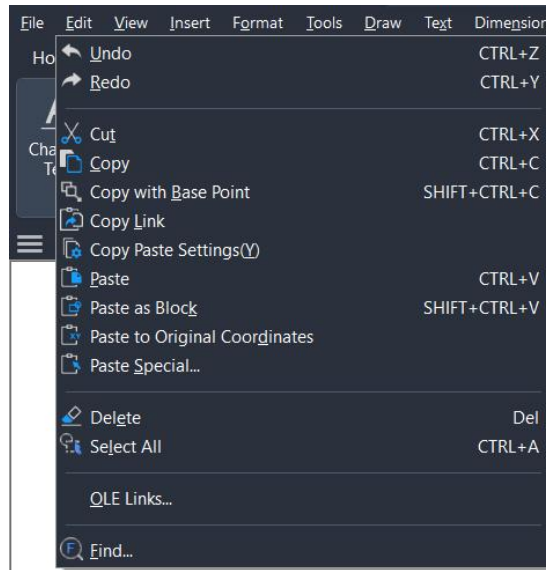 File Edit View Insert Format Tools Draw Text Dimension
Ho
Undo CTRL+Z
Redo CTRL+Y
Cut CTRL+X
Cha
Copy CTRL+C
Te
Copy with Base Point SHIFT+CTRL+C
Copy Link
Copy Paste Settings(Y)
Paste CTRL+V
Paste as Block SHIFT+CTRL+V
Paste to Original Coordinates
Paste Special...
Delete Del
Select All CTRL+A
OLE Links...
Find...